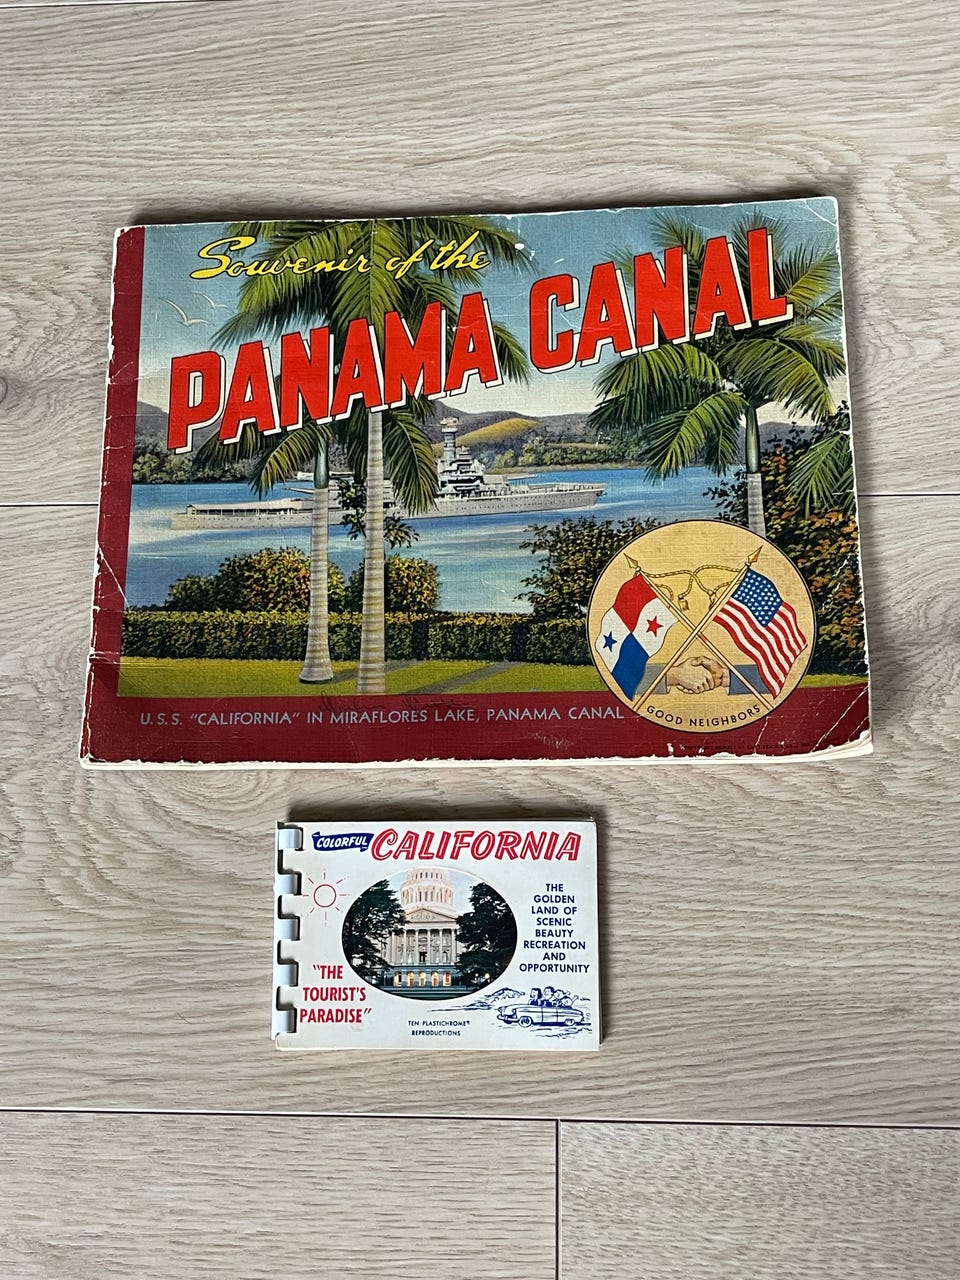 Souvenir of the
PANAMA CANAL
U.S.S. "CALIFORNIA" IN MIRAFLORES LAKE, PANAMA CANAL
GOOD NEIGHBORS
COLORFUL CALIFORNIA
THE
GOLDEN
LAND OF
SCENIC
BEAUTY
RECREATION
AND
OPPORTUNITY
"THE
TOURIST'S
PARADISE"
TEN PLASTICHROME®
REPRODUCTIONS